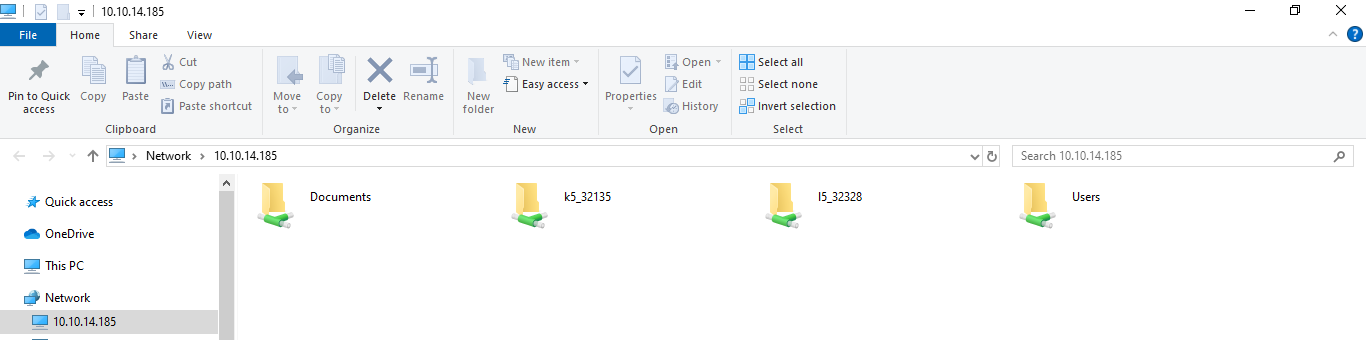 10.10.14.185
File Home Share View
Pin to Quick access
Copy
Paste
Cut
Copy path
Paste shortcut
Clipboard
Move to
Copy to
Delete
Rename
Organize
New folder
New item
Easy access
New
Properties
Open
Edit
History
Open
Select all
Select none
Invert selection
Select
Network > 10.10.14.185
Search 10.10.14.185
Quick access
OneDrive
This PC
Network
10.10.14.185
Documents
k5_32135
l5_32328
Users